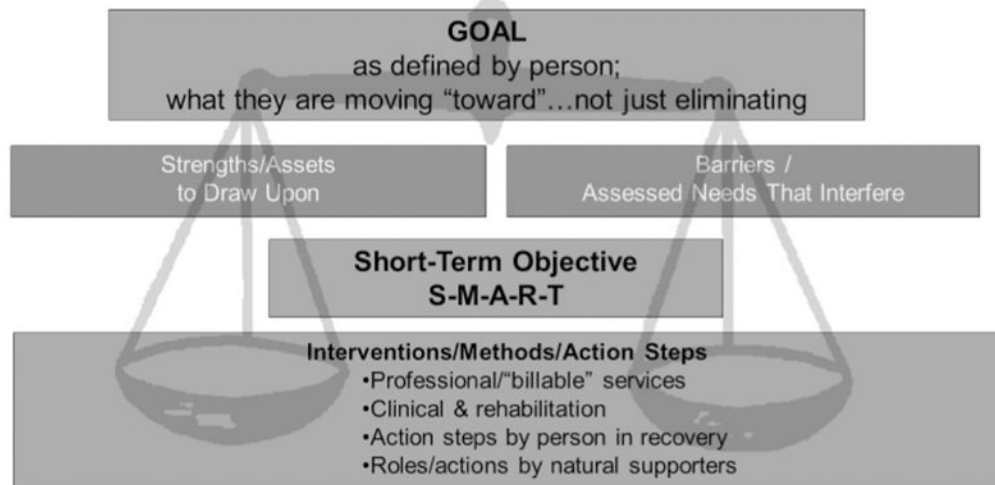 GOAL
as defined by person;
what they are moving “toward”...not just eliminating
Strengths/Assets
to Draw Upon
Barriers /
Assessed Needs That Interfere
Short-Term Objective
S-M-A-R-T
Interventions/Methods/Action Steps
•Professional/“billable” services
•Clinical & rehabilitation
•Action steps by person in recovery
•Roles/actions by natural supporters